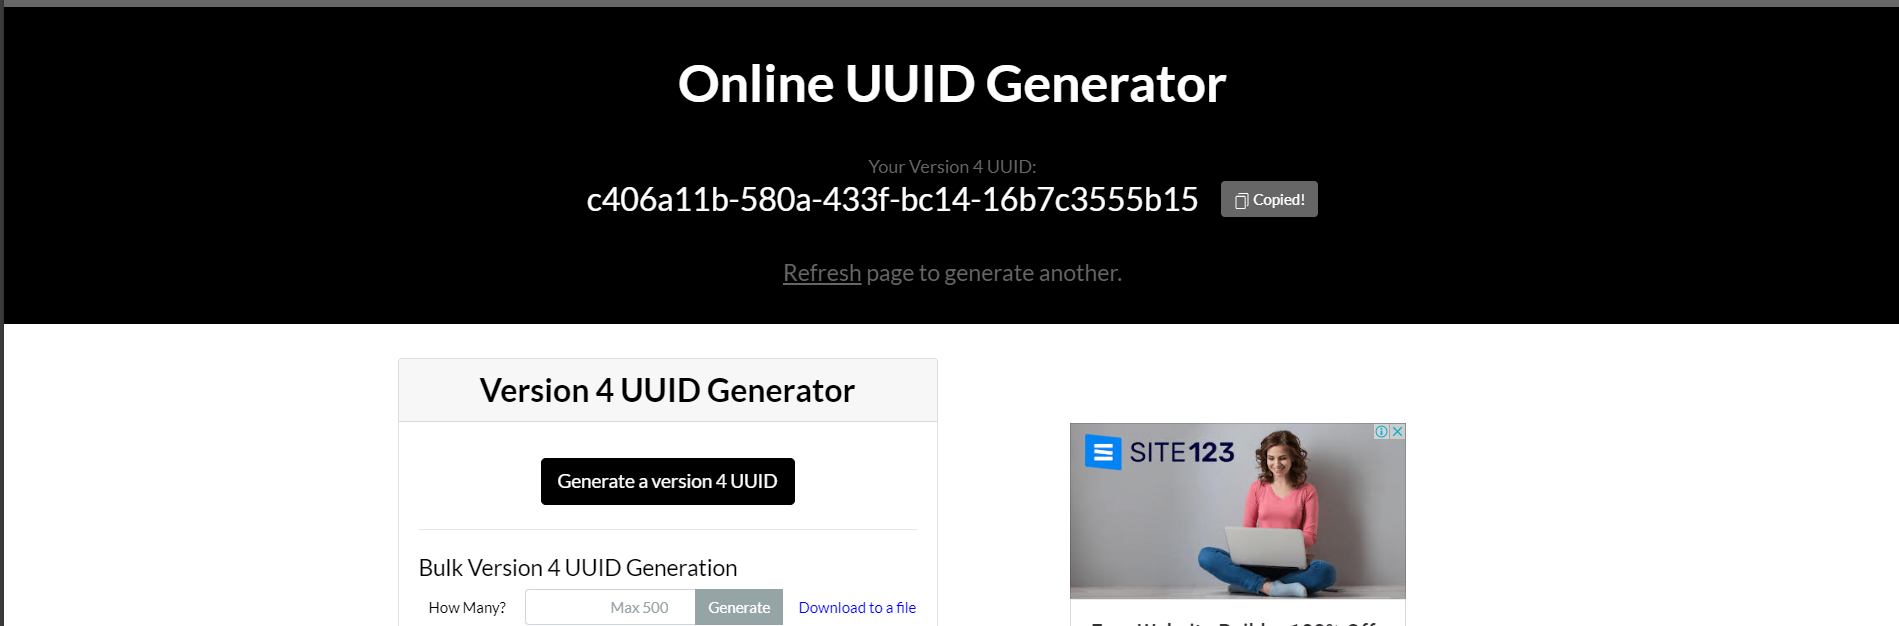 Online UUID Generator
Your Version 4 UUID:
c406a11b-580a-433f-bc14-16b7c3555b15
Copied!
Refresh page to generate another.
Version 4 UUID Generator
Generate a version 4 UUID
Bulk Version 4 UUID Generation
How Many? Max 500 Generate Download to a file
SITE123